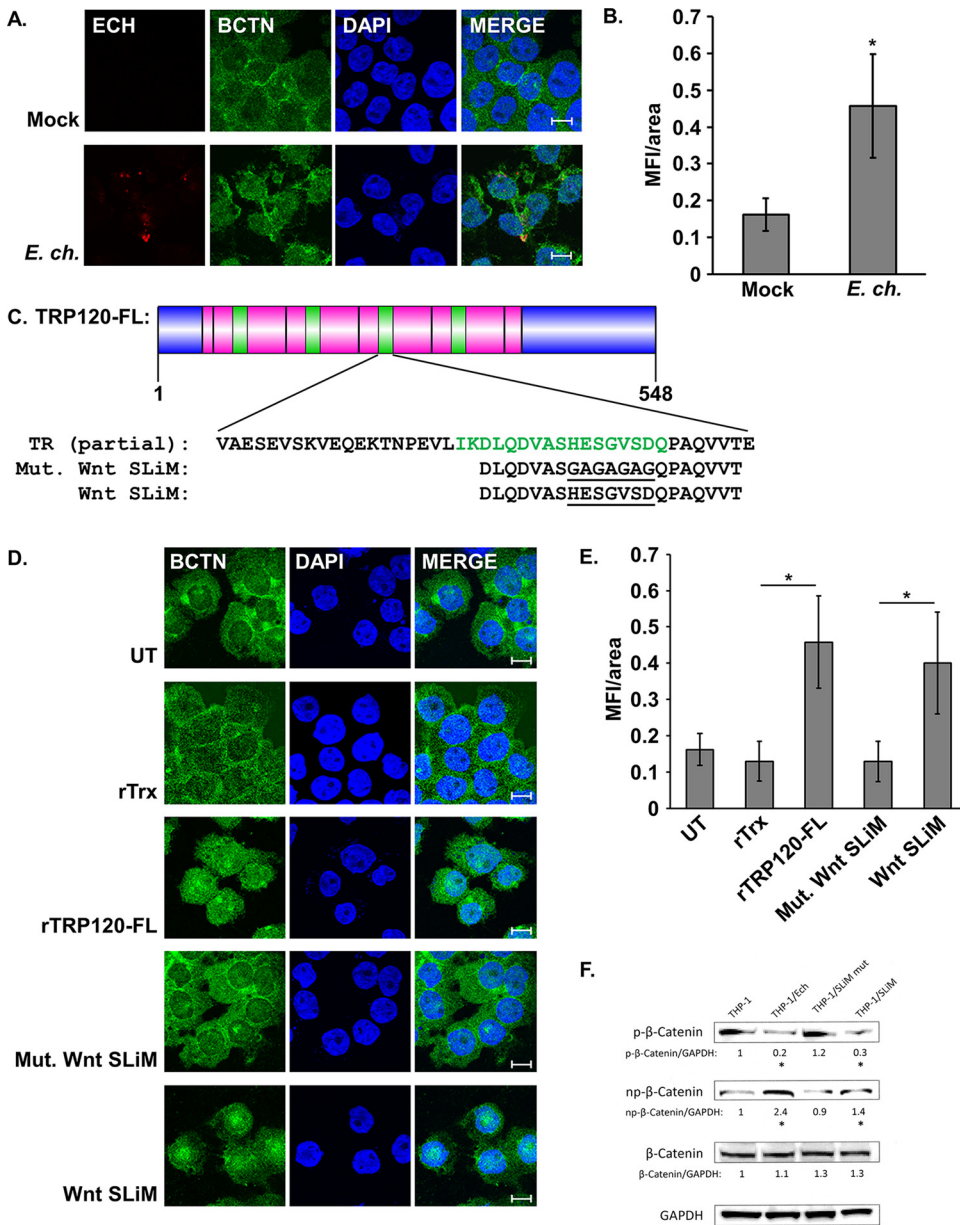 A.
ECH BCTN DAPI MERGE
Mock
E. ch.
B.
MFI/area
0.7
0.6
0.5
0.4
0.3
0.2
0.1
0
*
Mock E. ch.
C. TRP120-FL:
1 548
TR (partial): VAESEVSKVEQEKTNPEVLIKDLQDVASHESGVSDQPAQVVTE
Mut. Wnt SLiM: DLQDVASGAGAGAGQPAQVVT
Wnt SLiM: DLQDVASHESGVSDQPAQVVT
D.
BCTN DAPI MERGE
UT
rTrx
rTRP120-FL
Mut. Wnt SLiM
Wnt SLiM
E.
MFI/area
0.7
0.6
0.5
0.4
0.3
0.2
0.1
0
* *
UT rTrx rTRP120-FL Mut. Wnt SLiM Wnt SLiM
F.
THP-1 THP-1/Ech THP-1/SLiM mut THP-1/SLiM
p-β-Catenin
p-β-Catenin/GAPDH: 1 0.2 1.2 0.3
* *
np-β-Catenin
np-β-Catenin/GAPDH: 1 2.4 0.9 1.4
* *
β-Catenin
β-Catenin/GAPDH: 1 1.1 1.3 1.3
GAPDH